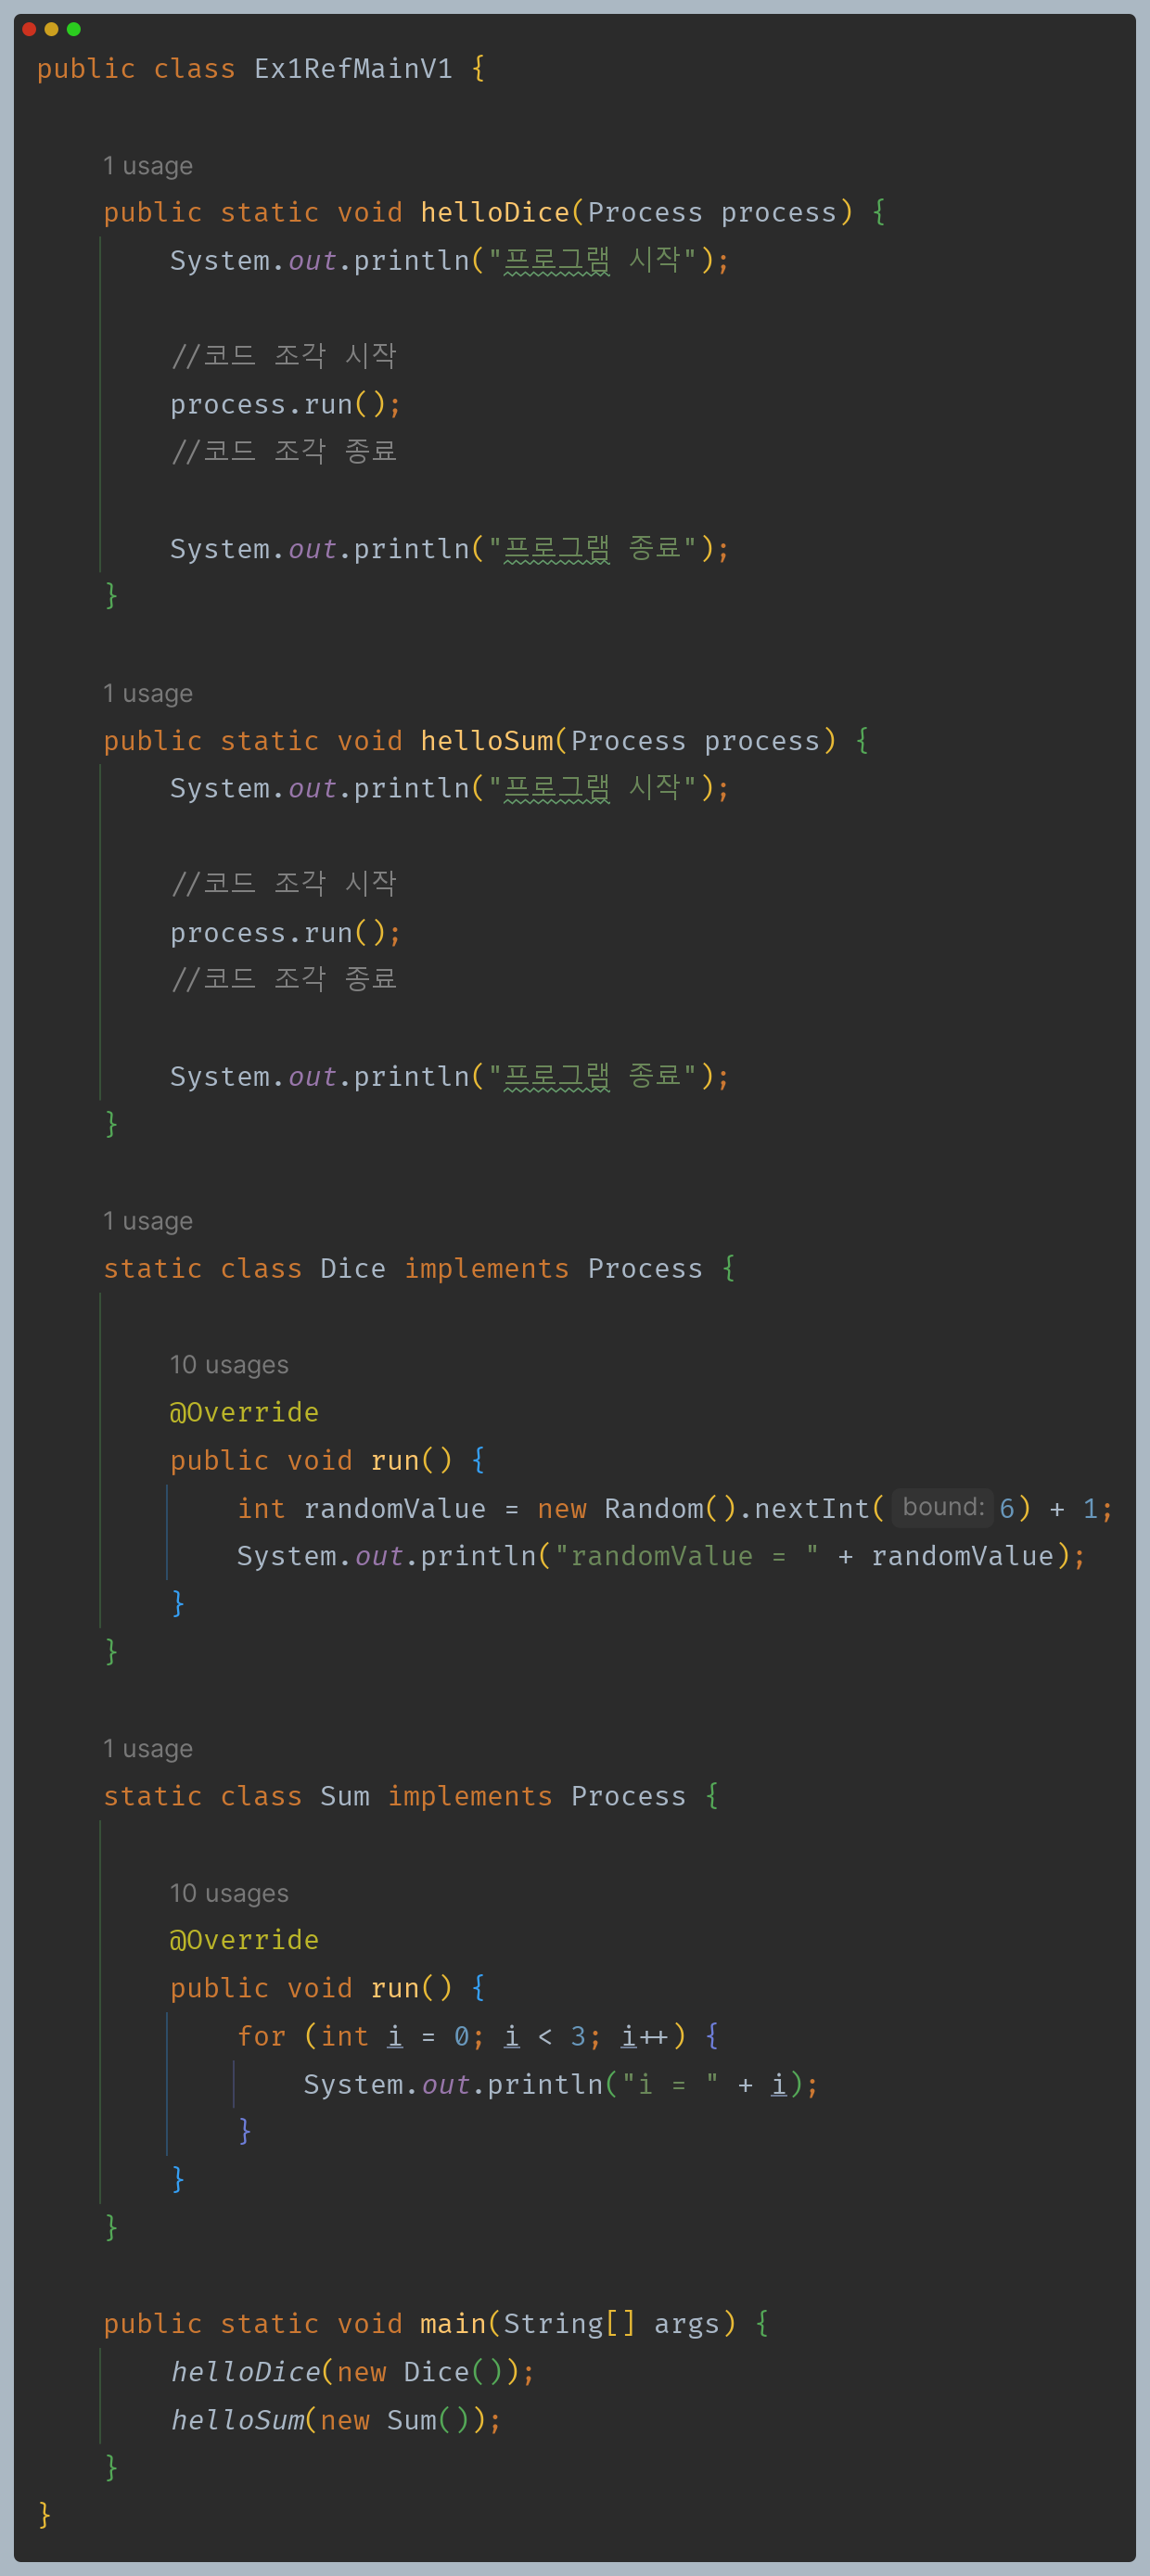 public class Ex1RefMainV1 {
1 usage
public static void helloDice(Process process) {
System.out.println("프로그램 시작");
//코드 조각 시작
process.run();
//코드 조각 종료
System.out.println("프로그램 종료");
}
1 usage
public static void helloSum(Process process) {
System.out.println("프로그램 시작");
//코드 조각 시작
process.run();
//코드 조각 종료
System.out.println("프로그램 종료");
}
1 usage
static class Dice implements Process {
10 usages
@Override
public void run() {
int randomValue = new Random().nextInt( bound: 6) + 1;
System.out.println("randomValue = " + randomValue);
}
}
1 usage
static class Sum implements Process {
10 usages
@Override
public void run() {
for (int i = 0; i < 3; i++) {
System.out.println("i = " + i);
}
}
}
public static void main(String[] args) {
helloDice(new Dice());
helloSum(new Sum());
}
}